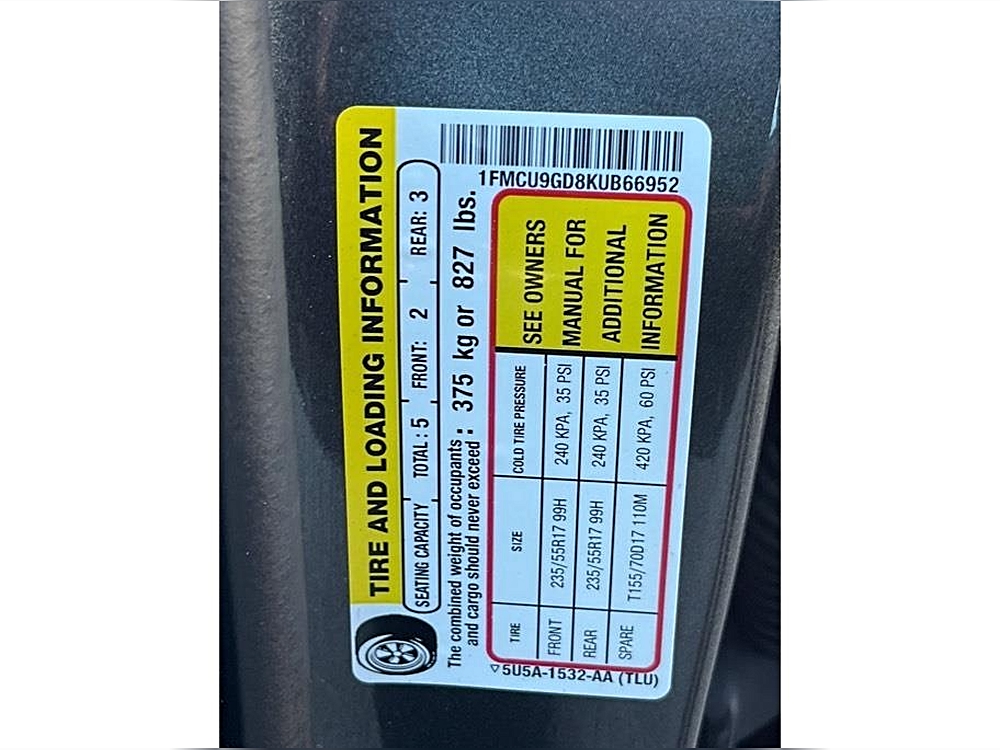 TIRE AND LOADING INFORMATION
SEATING CAPACITY TOTAL : 5 FRONT: 2 REAR: 3
The combined weight of occupants
and cargo should never exceed : 375 kg or 827 lbs.
TIRE SIZE COLD TIRE PRESSURE
FRONT 235/55R17 99H 240 KPA, 35 PSI
REAR 235/55R17 99H 240 KPA, 35 PSI
SPARE T155/70D17 110M 420 KPA, 60 PSI
SEE OWNERS
MANUAL FOR
ADDITIONAL
INFORMATION
1FMCU9GD8KUB66952
5U5A-1532-AA (TLU)